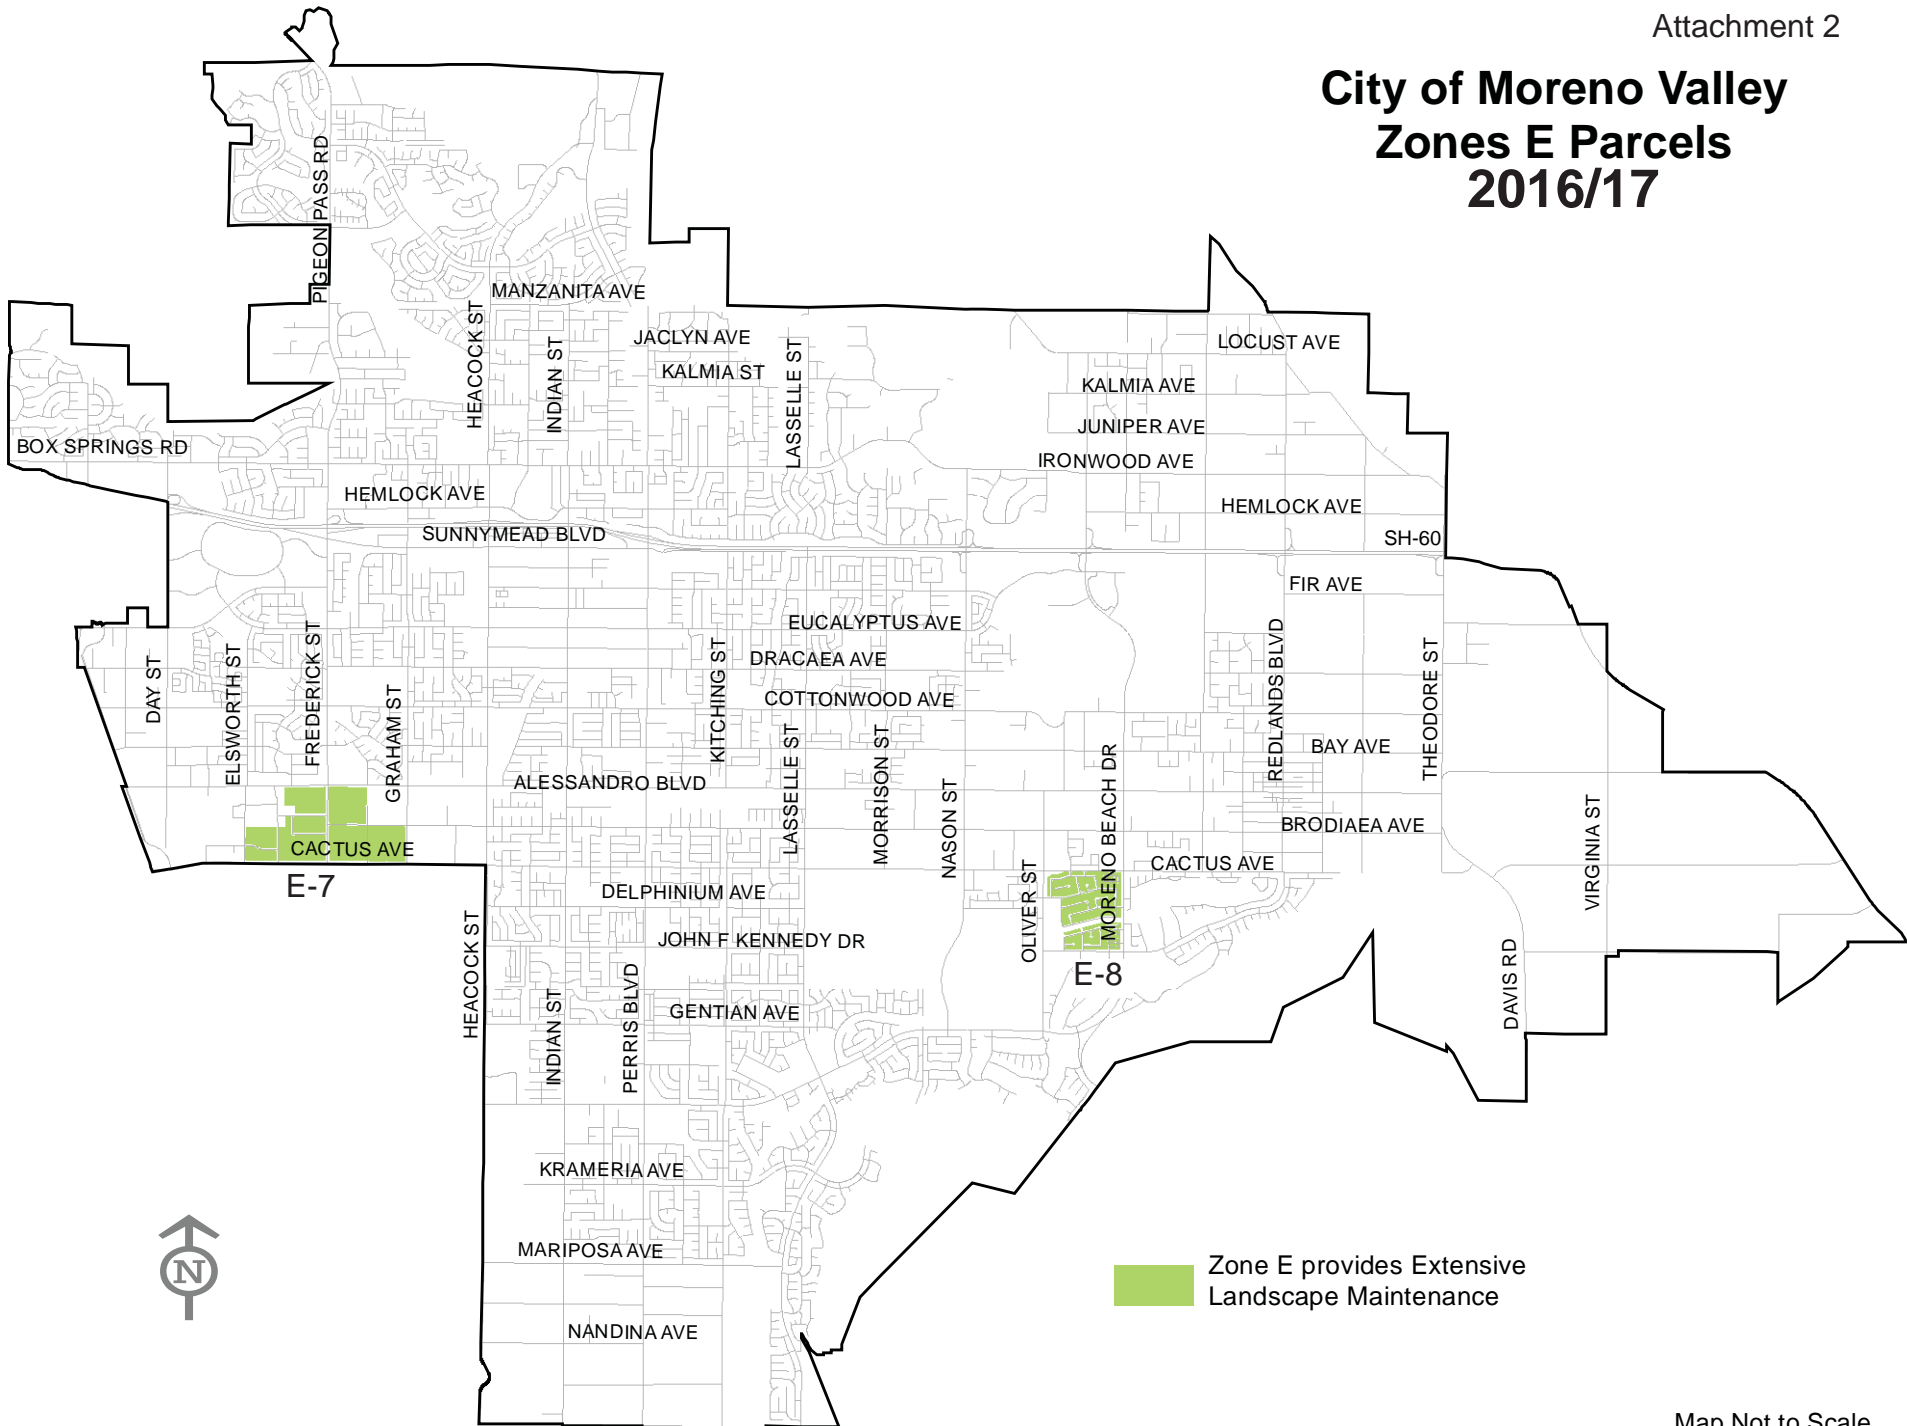 Attachment 2
City of Moreno Valley
Zones E Parcels
2016/17
PIGEON PASS RD
MANZANITA AVE
HEACOCK ST
INDIAN ST
JACLYN AVE
KALMIA ST
LASSELLE ST
LOCUST AVE
KALMIA AVE
JUNIPER AVE
BOX SPRINGS RD
IRONWOOD AVE
HEMLOCK AVE
HEMLOCK AVE
SUNNYMEAD BLVD
SH-60
FIR AVE
EUCALYPTUS AVE
DRACAEA AVE
COTTONWOOD AVE
DAY ST
ELSWORTH ST
FREDERICK ST
GRAHAM ST
KITCHING ST
LASSELLE ST
MORRISON ST
NASON ST
MORENO BEACH DR
REDLANDS BLVD
BAY AVE
THEODORE ST
ALESSANDRO BLVD
BRODIAEA AVE
VIRGINIA ST
CACTUS AVE
E-7
CACTUS AVE
DELPHINIUM AVE
OLIVER ST
JOHN F KENNEDY DR
E-8
HEACOCK ST
INDIAN ST
PERRIS BLVD
GENTIAN AVE
DAVIS RD
KRAMERIA AVE
MARIPOSA AVE
NANDINA AVE
N
Zone E provides Extensive
Landscape Maintenance
Map Not to Scale